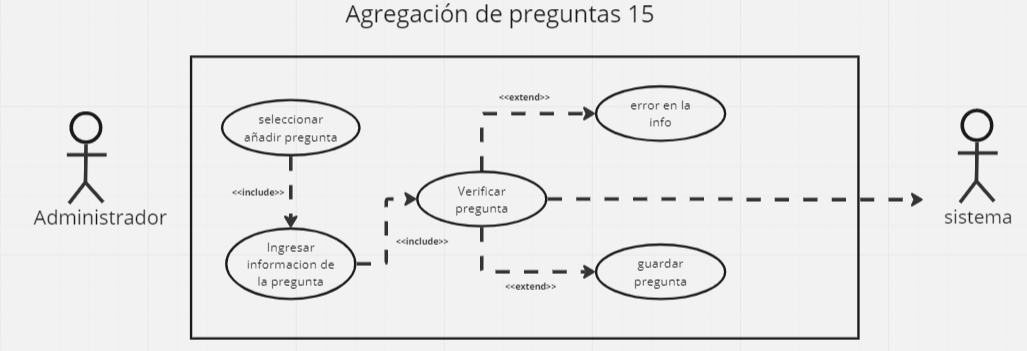 Agregación de preguntas 15
seleccionar
añadir pregunta
<<include>>
Ingresar
informacion de
la pregunta
<<include>>
Verificar
pregunta
<<extend>>
error en la
info
<<extend>>
guardar
pregunta
Administrador
sistema